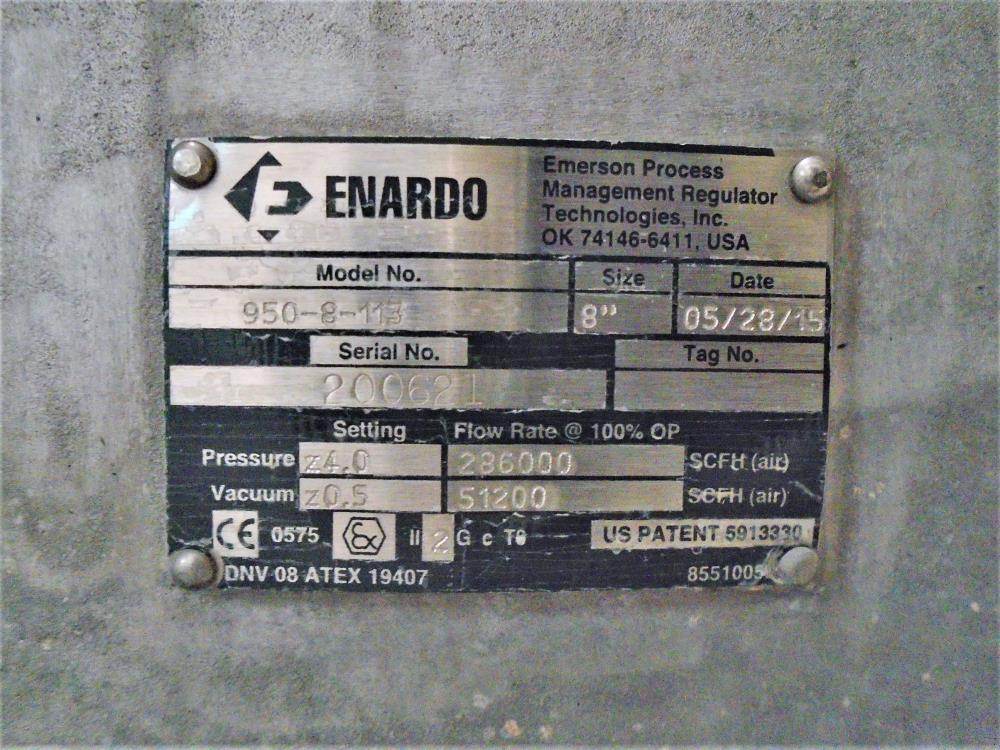 ENARDO
Emerson Process
Management Regulator
Technologies, Inc.
OK 74146-6411, USA
Model No. Size Date
950-8-113 8" 05/28/15
Serial No. Tag No.
200621
Setting Flow Rate @ 100% OP
Pressure z4.0 286000 SCFH (air)
Vacuum z0.5 51200 SCFH (air)
CE 0575 Ex II 2 G c T6 US PATENT 5913330
DNV 08 ATEX 19407 8551005